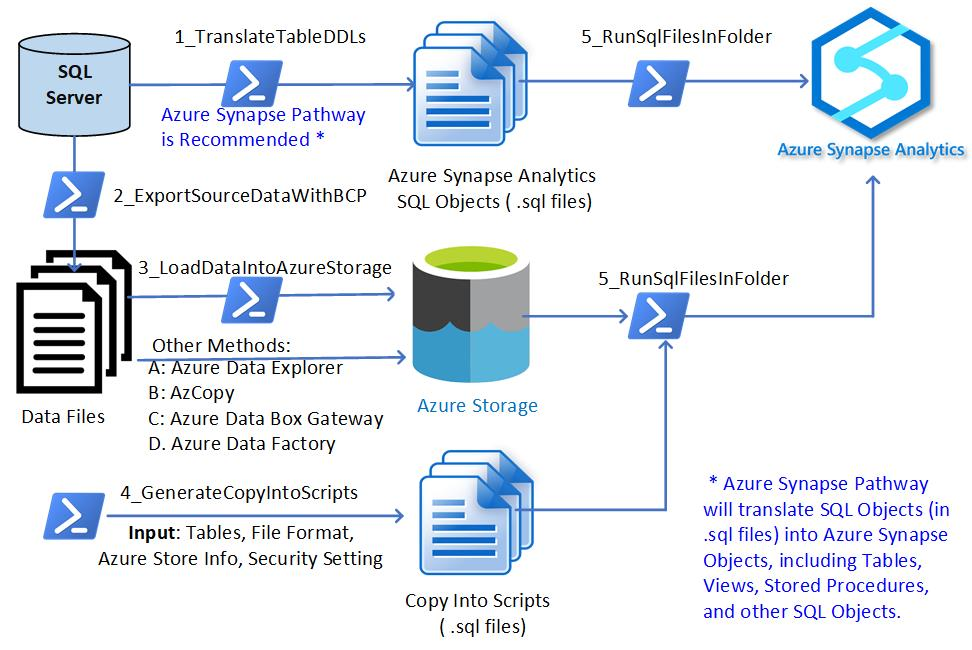 1_TranslateTableDDLs
5_RunSqlFilesInFolder
SQL
Server
Azure Synapse Pathway
is Recommended *
Azure Synapse Analytics
Azure Synapse Analytics
SQL Objects ( .sql files)
2_ExportSourceDataWithBCP
3_LoadDataIntoAzureStorage
5_RunSqlFilesInFolder
Other Methods:
A: Azure Data Explorer
B: AzCopy
C: Azure Data Box Gateway
D. Azure Data Factory
Data Files
Azure Storage
4_GenerateCopyIntoScripts
Input: Tables, File Format,
Azure Store Info, Security Setting
Copy Into Scripts
( .sql files)
* Azure Synapse Pathway
will translate SQL Objects (in
.sql files) into Azure Synapse
Objects, including Tables,
Views, Stored Procedures,
and other SQL Objects.